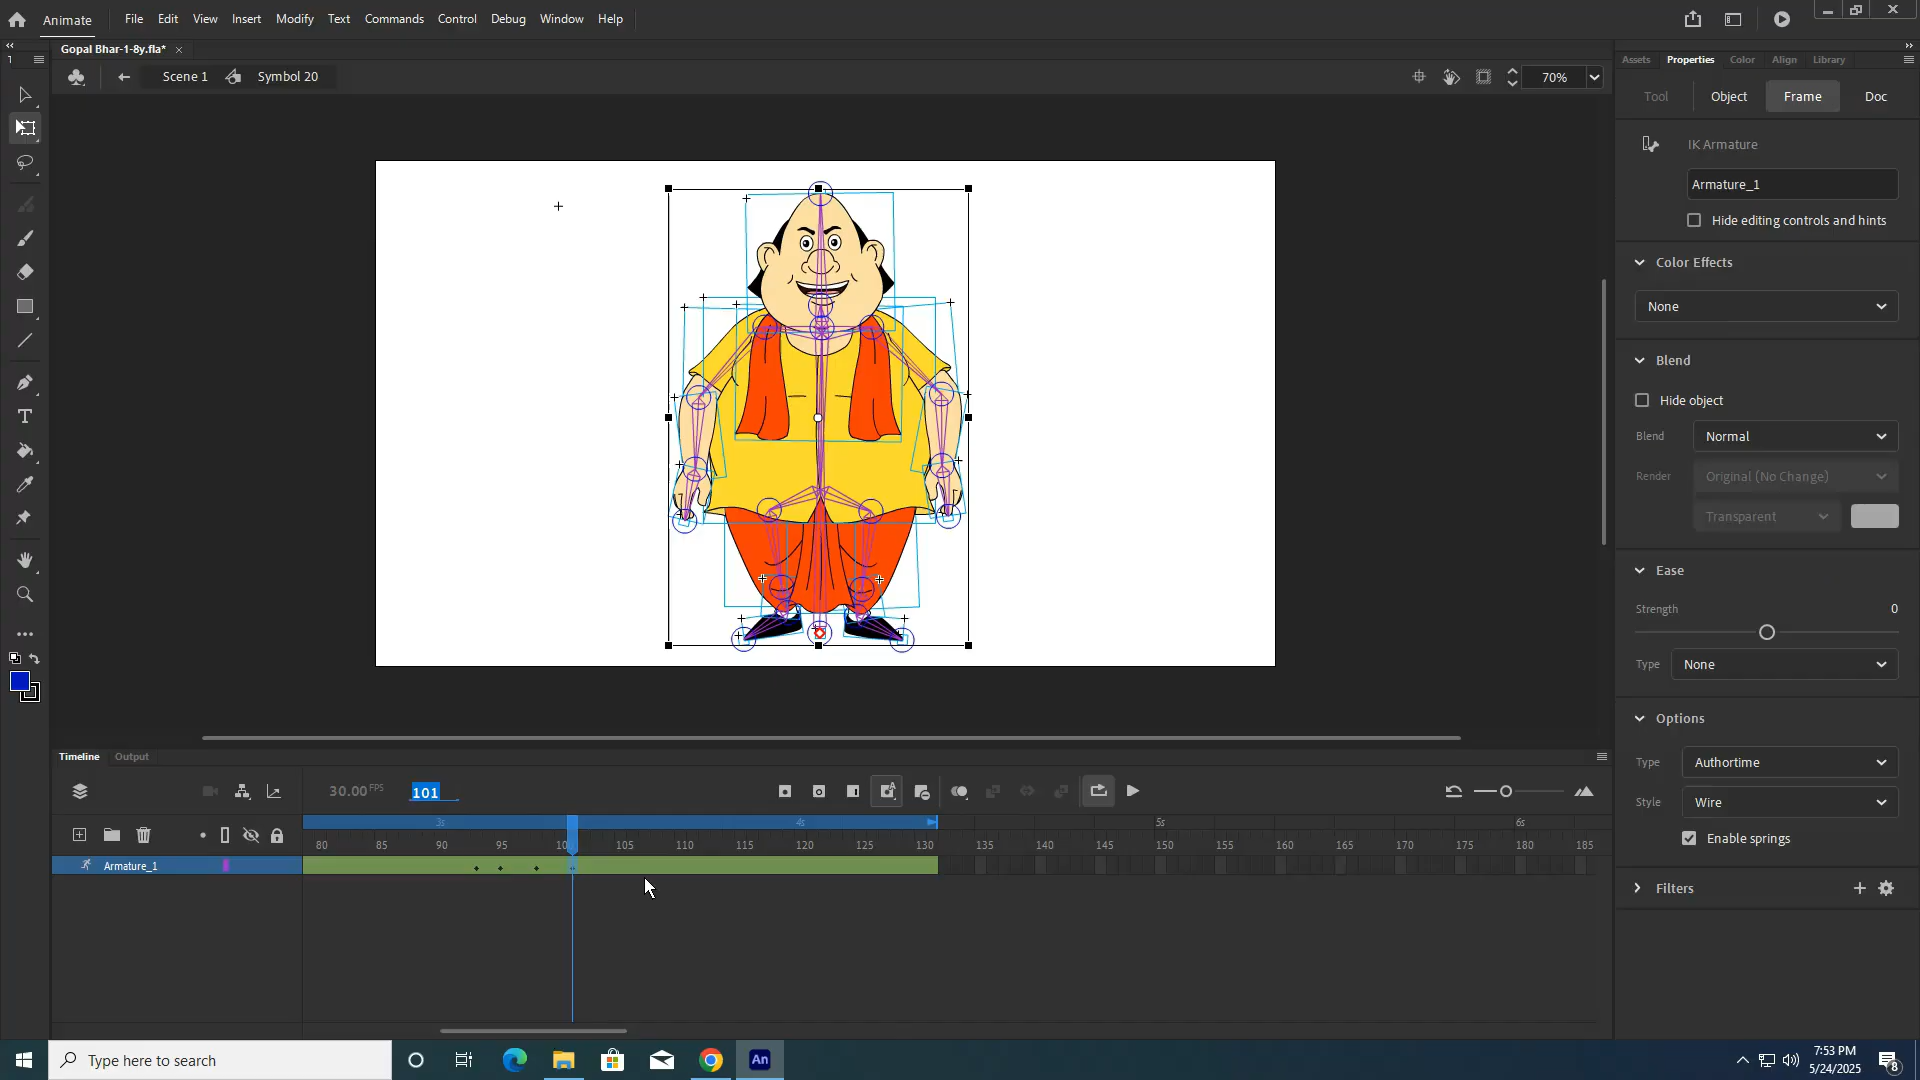 Animate File Edit View Insert Modify Text Commands Control Debug Window Help
Gopal Bhar-1-8y.fla*
Scene 1 Symbol 20 70%
Assets Properties Color Align Library
Tool Object Frame Doc
IK Armature
Armature_1
Hide editing controls and hints
Color Effects
None
Blend
Hide object
Blend Normal
Render Original (No Change)
Transparent
Ease
Strength 0
Type None
Options
Type Authortime
Style Wire
Enable springs
Filters
Timeline Output
30.00 FPS 101
3s 4s 5s 6s
80 85 90 95 105 110 115 120 125 130 135 140 145 150 155 160 165 170 175 180 185
Armature_1
Type here to search
An
7:53 PM
5/24/2025
8